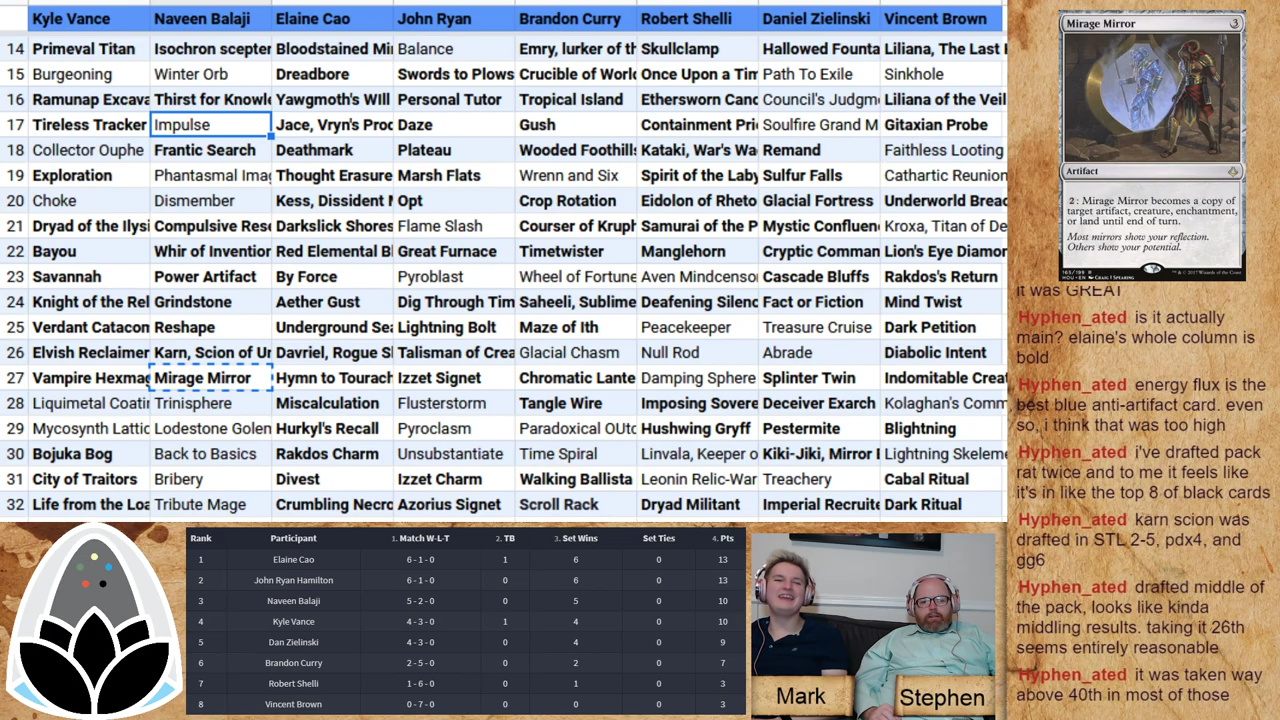 Kyle Vance Naveen Balaji Elaine Cao John Ryan Brandon Curry Robert Shelli Daniel Zielinski Vincent Brown
14 Primeval Titan Isochron scepter Bloodstained Mir Balance Emry, lurker of th Skullclamp Hallowed Founta Liliana, The Last H
15 Burgeoning Winter Orb Dreadbore Swords to Plows Crucible of World Once Upon a Tim Path To Exile Sinkhole
16 Ramunap Excava Thirst for Knowle Yawgmoth's WIll Personal Tutor Tropical Island Ethersworn Cano Council's Judgme Liliana of the Veil
17 Tireless Tracker Impulse Jace, Vryn's Proc Daze Gush Containment Prie Soulfire Grand M Gitaxian Probe
18 Collector Ouphe Frantic Search Deathmark Plateau Wooded Foothills Kataki, War's Wa Remand Faithless Looting
19 Exploration Phantasmal Imag Thought Erasure Marsh Flats Wrenn and Six Spirit of the Laby Sulfur Falls Cathartic Reunion
20 Choke Dismember Kess, Dissident M Opt Crop Rotation Eidolon of Rheto Glacial Fortress Underworld Breac
21 Dryad of the Ilysi Compulsive Rese Darkslick Shores Flame Slash Courser of Kruph Samurai of the P Mystic Confluenc Kroxa, Titan of De
22 Bayou Whir of Invention Red Elemental Bl Great Furnace Timetwister Manglehorn Cryptic Comman Lion's Eye Diamon
23 Savannah Power Artifact By Force Pyroblast Wheel of Fortune Aven Mindcensor Cascade Bluffs Rakdos's Return
24 Knight of the Rel Grindstone Aether Gust Dig Through Tim Saheeli, Sublime Deafening Silenc Fact or Fiction Mind Twist
25 Verdant Catacom Reshape Underground Sea Lightning Bolt Maze of Ith Peacekeeper Treasure Cruise Dark Petition
26 Elvish Reclaimer Karn, Scion of Ur Davriel, Rogue Sh Talisman of Crea Glacial Chasm Null Rod Abrade Diabolic Intent
27 Vampire Hexmag Mirage Mirror Hymn to Tourach Izzet Signet Chromatic Lante Damping Sphere Splinter Twin Indomitable Creat
28 Liquimetal Coatin Trinisphere Miscalculation Flusterstorm Tangle Wire Imposing Sovere Deceiver Exarch Kolaghan's Comm
29 Mycosynth Lattic Lodestone Golem Hurkyl's Recall Pyroclasm Paradoxical OUtc Hushwing Gryff Pestermite Blightning
30 Bojuka Bog Back to Basics Rakdos Charm Unsubstantiate Time Spiral Linvala, Keeper o Kiki-Jiki, Mirror B Lightning Skeleme
31 City of Traitors Bribery Divest Izzet Charm Walking Ballista Leonin Relic-War Treachery Cabal Ritual
32 Life from the Loa Tribute Mage Crumbling Necro Azorius Signet Scroll Rack Dryad Militant Imperial Recruite Dark Ritual
Mirage Mirror 3
Artifact
2: Mirage Mirror becomes a copy of
target artifact, creature, enchantment,
or land until end of turn.
Most mirrors show your reflection.
Others show your potential.
it was GREAT
Hyphen_ated is it actually
main? elaine's whole column is
bold
Hyphen_ated energy flux is the
best blue anti-artifact card. even
so, i think that was too high
Hyphen_ated i've drafted pack
rat twice and to me it feels like
it's in like the top 8 of black cards
Hyphen_ated karn scion was
drafted in STL 2-5, pdx4, and
gg6
Hyphen_ated drafted middle of
the pack, looks like kinda
middling results. taking it 26th
seems entirely reasonable
Hyphen_ated it was taken way
above 40th in most of those
Rank Participant 1. Match W-L-T 2. TB 3. Set Wins Set Ties 4. Pts
1 Elaine Cao 6 - 1 - 0 1 6 0 13
2 John Ryan Hamilton 6 - 1 - 0 0 6 0 13
3 Naveen Balaji 5 - 2 - 0 0 5 0 10
4 Kyle Vance 4 - 3 - 0 1 4 0 10
5 Dan Zielinski 4 - 3 - 0 0 4 0 9
6 Brandon Curry 2 - 5 - 0 0 2 0 7
7 Robert Shelli 1 - 6 - 0 0 1 0 3
8 Vincent Brown 0 - 7 - 0 0 0 0 3
Mark
Stephen